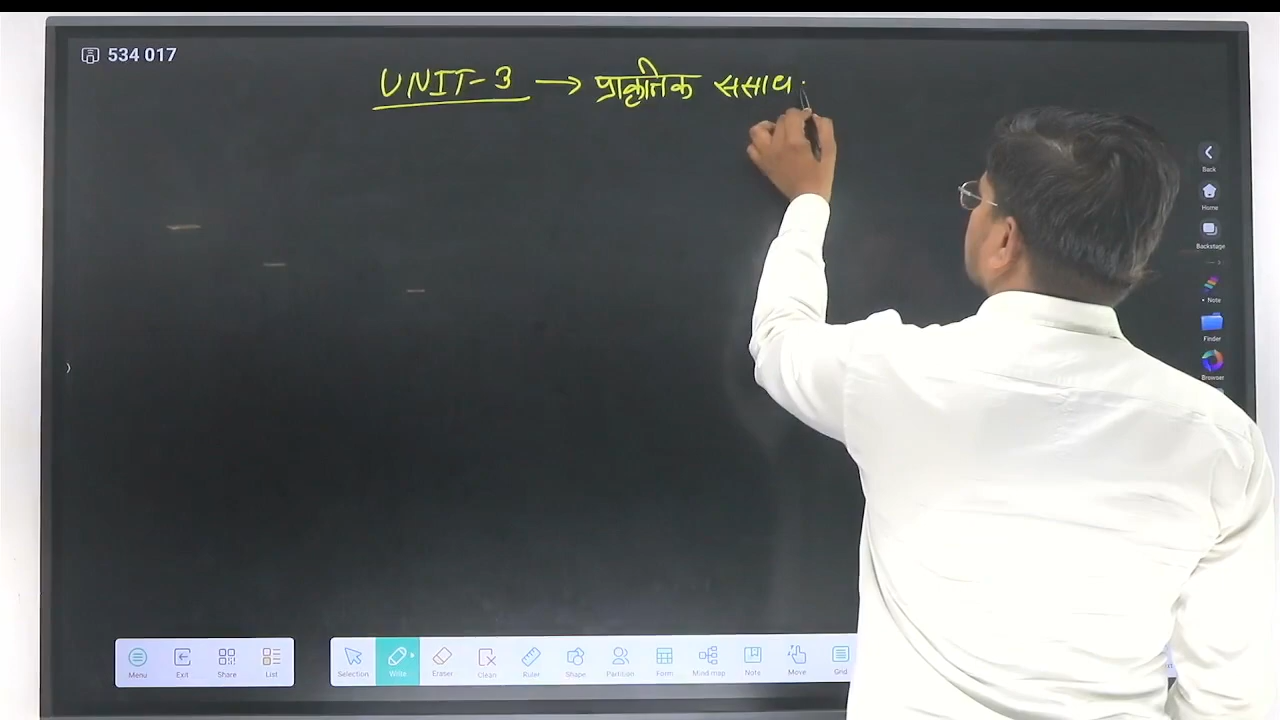 534 017
UNIT-3 → प्राकृतिक ससाध
Back
Home
Backstage
Note
Finder
Browser
Menu Exit Share List
Selection Write Eraser Clean Ruler Shape Partition Form Mind map Note Move Grid